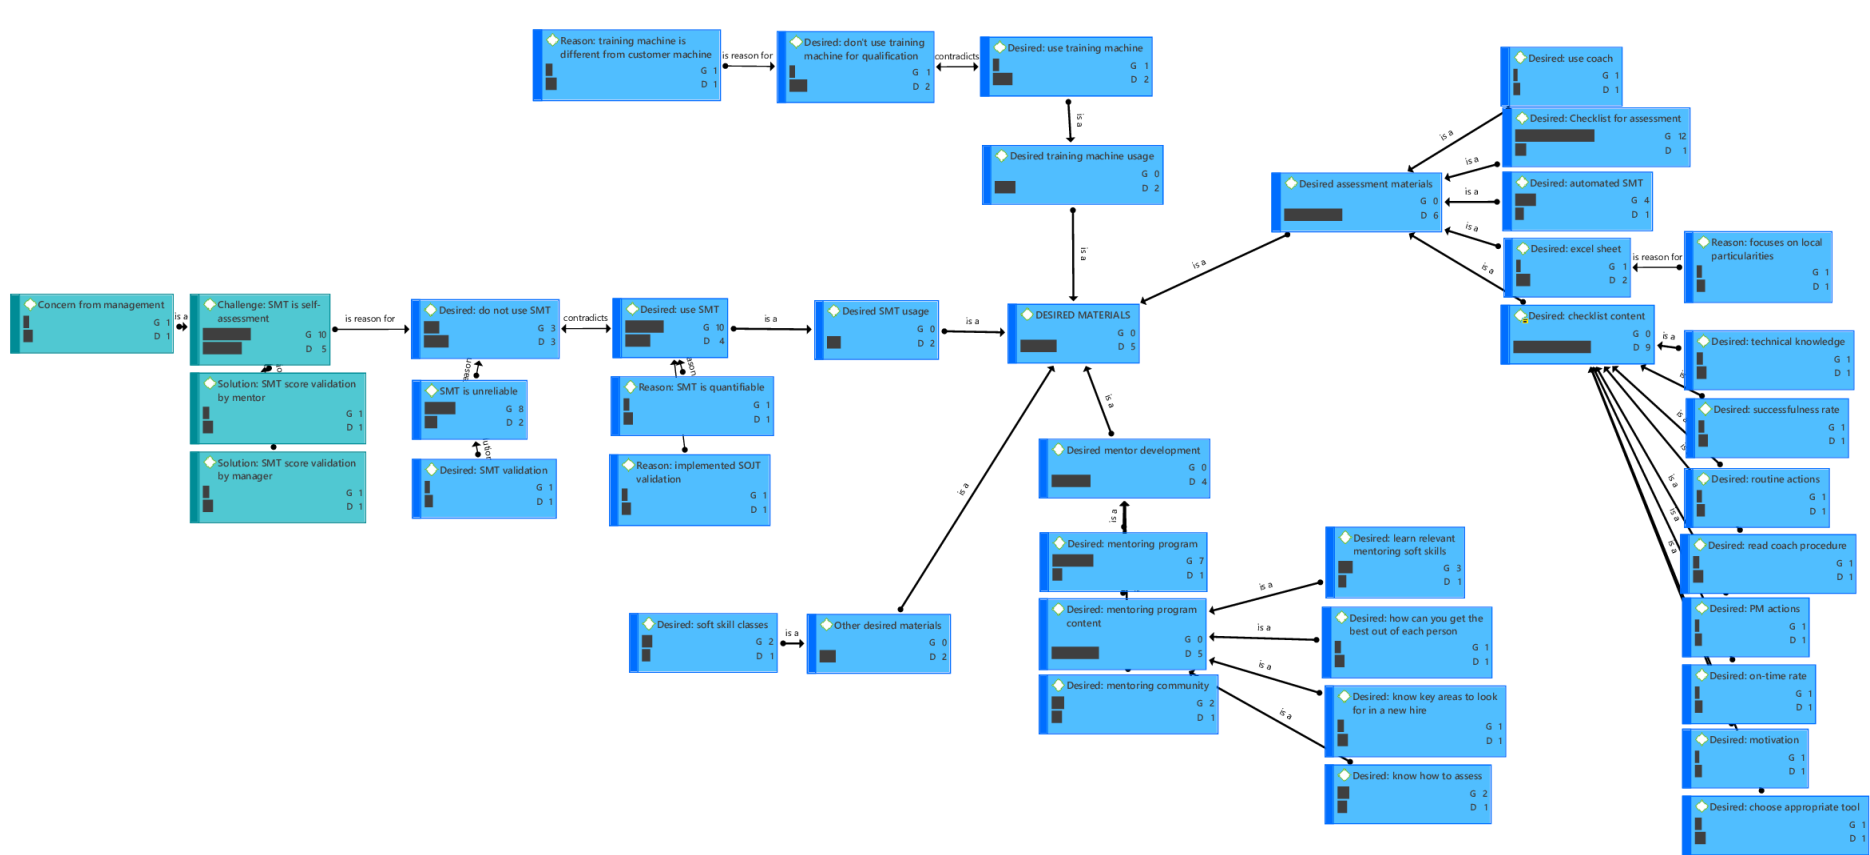 Reason: training machine is
different from customer machine
G 1
D 1
is reason for
Desired: don't use training
machine for qualification
G 1
D 2
contradicts
Desired: use training machine
G 1
D 2
is a
Desired training machine usage
G 0
D 2
is a
Desired: use coach
G 1
D 1
is a
Desired: Checklist for assessment
G 12
D 1
is a
Desired assessment materials
G 0
D 6
is a
Desired: automated SMT
G 4
D 1
is a
Desired: excel sheet
G 1
D 2
is reason for
Reason: focuses on local
particularities
G 1
D 1
is a
is a
Concern from management
G 1
D 1
is a
Challenge: SMT is self-
assessment
G 10
D 5
is reason for
Desired: do not use SMT
G 3
D 3
contradicts
Desired: use SMT
G 10
D 4
is a
Desired SMT usage
G 0
D 2
is a
DESIRED MATERIALS
G 0
D 5
Desired: checklist content
G 0
D 9
is a
Desired: technical knowledge
G 1
D 1
Solution: SMT score validation
by mentor
G 1
D 1
SMT is unreliable
G 8
D 2
Reason: SMT is quantifiable
G 1
D 1
is a
Desired: successfulness rate
G 1
D 1
Solution: SMT score validation
by manager
G 1
D 1
Desired: SMT validation
G 1
D 1
Reason: implemented SOJT
validation
G 1
D 1
is a
Desired mentor development
G 0
D 4
is a
Desired: routine actions
G 1
D 1
is a
is a
is a
Desired: mentoring program
G 7
D 1
Desired: learn relevant
mentoring soft skills
G 3
D 1
is a
Desired: read coach procedure
G 1
D 1
Desired: soft skill classes
G 2
D 1
is a
Other desired materials
G 0
D 2
Desired: mentoring program
content
G 0
D 5
is a
Desired: how can you get the
best out of each person
G 1
D 1
Desired: PM actions
G 1
D 1
is a
Desired: mentoring community
G 2
D 1
is a
Desired: know key areas to look
for in a new hire
G 1
D 1
Desired: on-time rate
G 1
D 1
Desired: know how to assess
G 2
D 1
Desired: motivation
G 1
D 1
Desired: choose appropriate tool
G 1
D 1